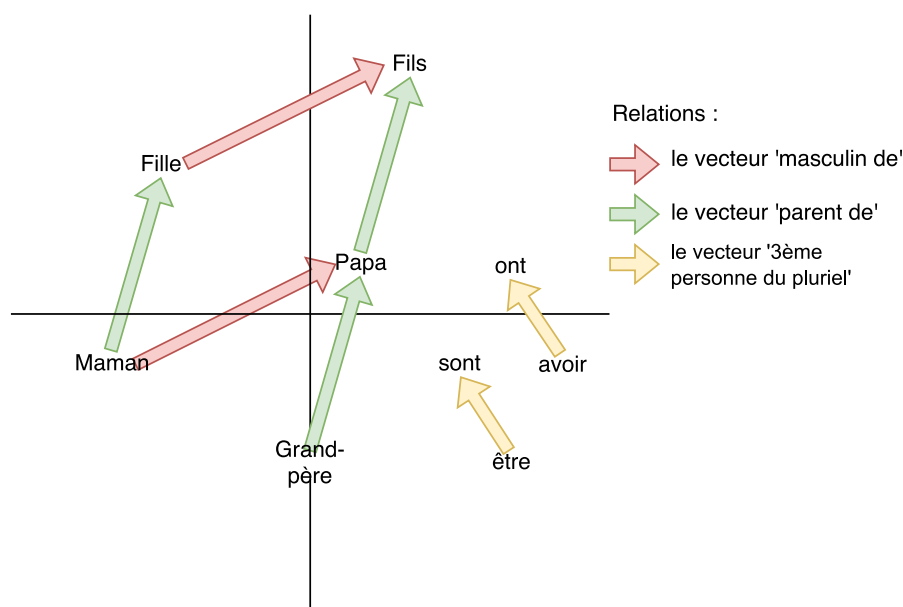 Fils
Fille
Papa
Maman
Grand-
père
ont
avoir
sont
être
Relations :
le vecteur 'masculin de'
le vecteur 'parent de'
le vecteur '3ème
personne du pluriel'